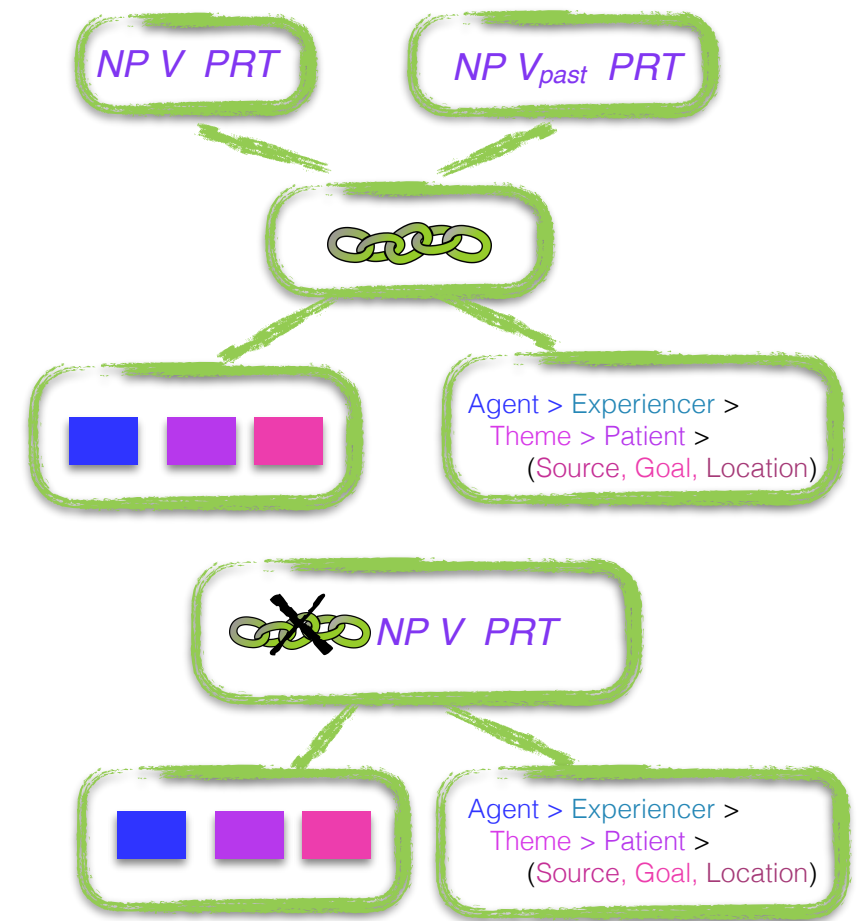 NP V PRT
NP Vpast PRT
Agent > Experiencer >
Theme > Patient >
(Source, Goal, Location)
NP V PRT
Agent > Experiencer >
Theme > Patient >
(Source, Goal, Location)